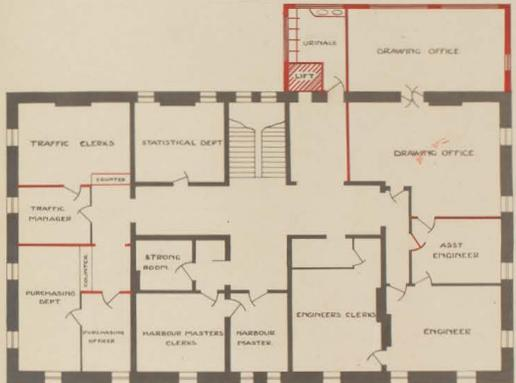 URINALS
DRAWING OFFICE
LIFT
TRAFFIC CLERKS
STATISTICAL DEPT
DRAWING OFFICE
COUNTER
TRAFFIC
MANAGER
COUNTER
STRONG
ROOM
ASST
ENGINEER
PURCHASING
DEPT
PURCHASING
OFFICER
HARBOUR MASTERS
CLERKS
HARBOUR
MASTER
ENGINEERS CLERKS
ENGINEER